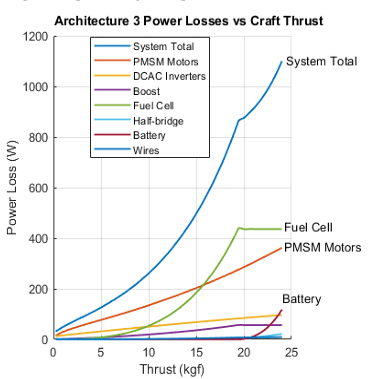 Architecture 3 Power Losses vs Craft Thrust
1200
1000
800
600
400
200
0
Power Loss (W)
System Total
PMSM Motors
DCAC Inverters
Boost
Fuel Cell
Half-bridge
Battery
Wires
System Total
Fuel Cell
PMSM Motors
Battery
0 5 10 15 20 25
Thrust (kgf)